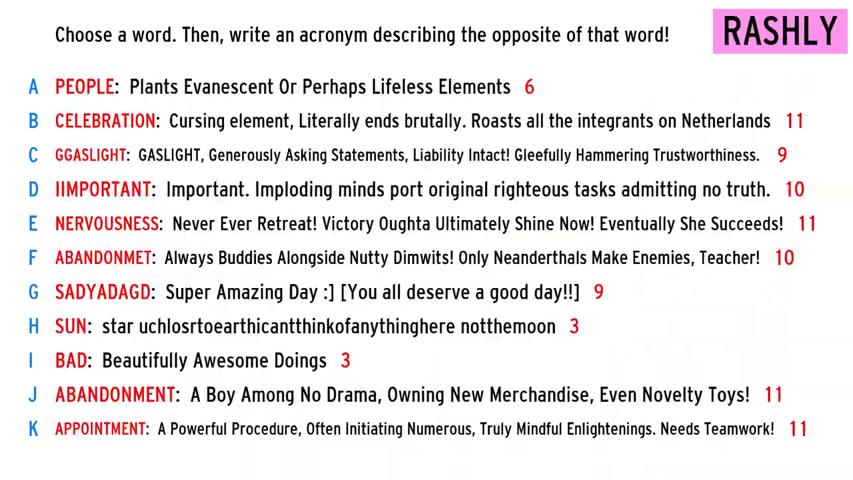 Choose a word. Then, write an acronym describing the opposite of that word! RASHLY
A PEOPLE: Plants Evanescent Or Perhaps Lifeless Elements 6
B CELEBRATION: Cursing element, Literally ends brutally. Roasts all the integrants on Netherlands 11
C GGASLIGHT: GASLIGHT, Generously Asking Statements, Liability Intact! Gleefully Hammering Trustworthiness. 9
D IIMPORTANT: Important. Imploding minds port original righteous tasks admitting no truth. 10
E NERVOUSNESS: Never Ever Retreat! Victory Oughta Ultimately Shine Now! Eventually She Succeeds! 11
F ABANDONMET: Always Buddies Alongside Nutty Dimwits! Only Neanderthals Make Enemies, Teacher! 10
G SADYADAGD: Super Amazing Day :] [You all deserve a good day!!] 9
H SUN: star uchlosrtoearthicantthinkofanythinghere notthemoon 3
I BAD: Beautifully Awesome Doings 3
J ABANDONMENT: A Boy Among No Drama, Owning New Merchandise, Even Novelty Toys! 11
K APPOINTMENT: A Powerful Procedure, Often Initiating Numerous, Truly Mindful Enlightenings. Needs Teamwork! 11